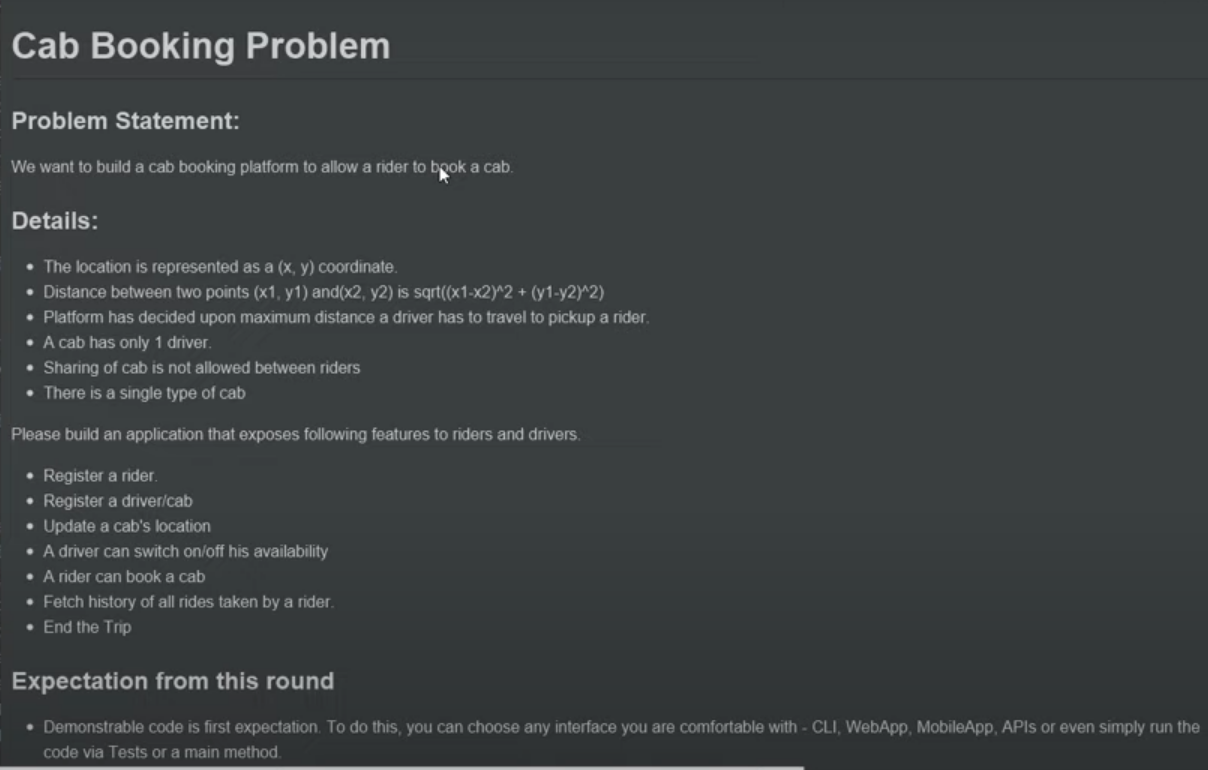 Cab Booking Problem
Problem Statement:
We want to build a cab booking platform to allow a rider to book a cab.
Details:
• The location is represented as a (x, y) coordinate.
• Distance between two points (x1, y1) and(x2, y2) is sqrt((x1-x2)^2 + (y1-y2)^2)
• Platform has decided upon maximum distance a driver has to travel to pickup a rider.
• A cab has only 1 driver.
• Sharing of cab is not allowed between riders
• There is a single type of cab
Please build an application that exposes following features to riders and drivers.
• Register a rider.
• Register a driver/cab
• Update a cab's location
• A driver can switch on/off his availability
• A rider can book a cab
• Fetch history of all rides taken by a rider.
• End the Trip
Expectation from this round
• Demonstrable code is first expectation. To do this, you can choose any interface you are comfortable with - CLI, WebApp, MobileApp, APIs or even simply run the
code via Tests or a main method.